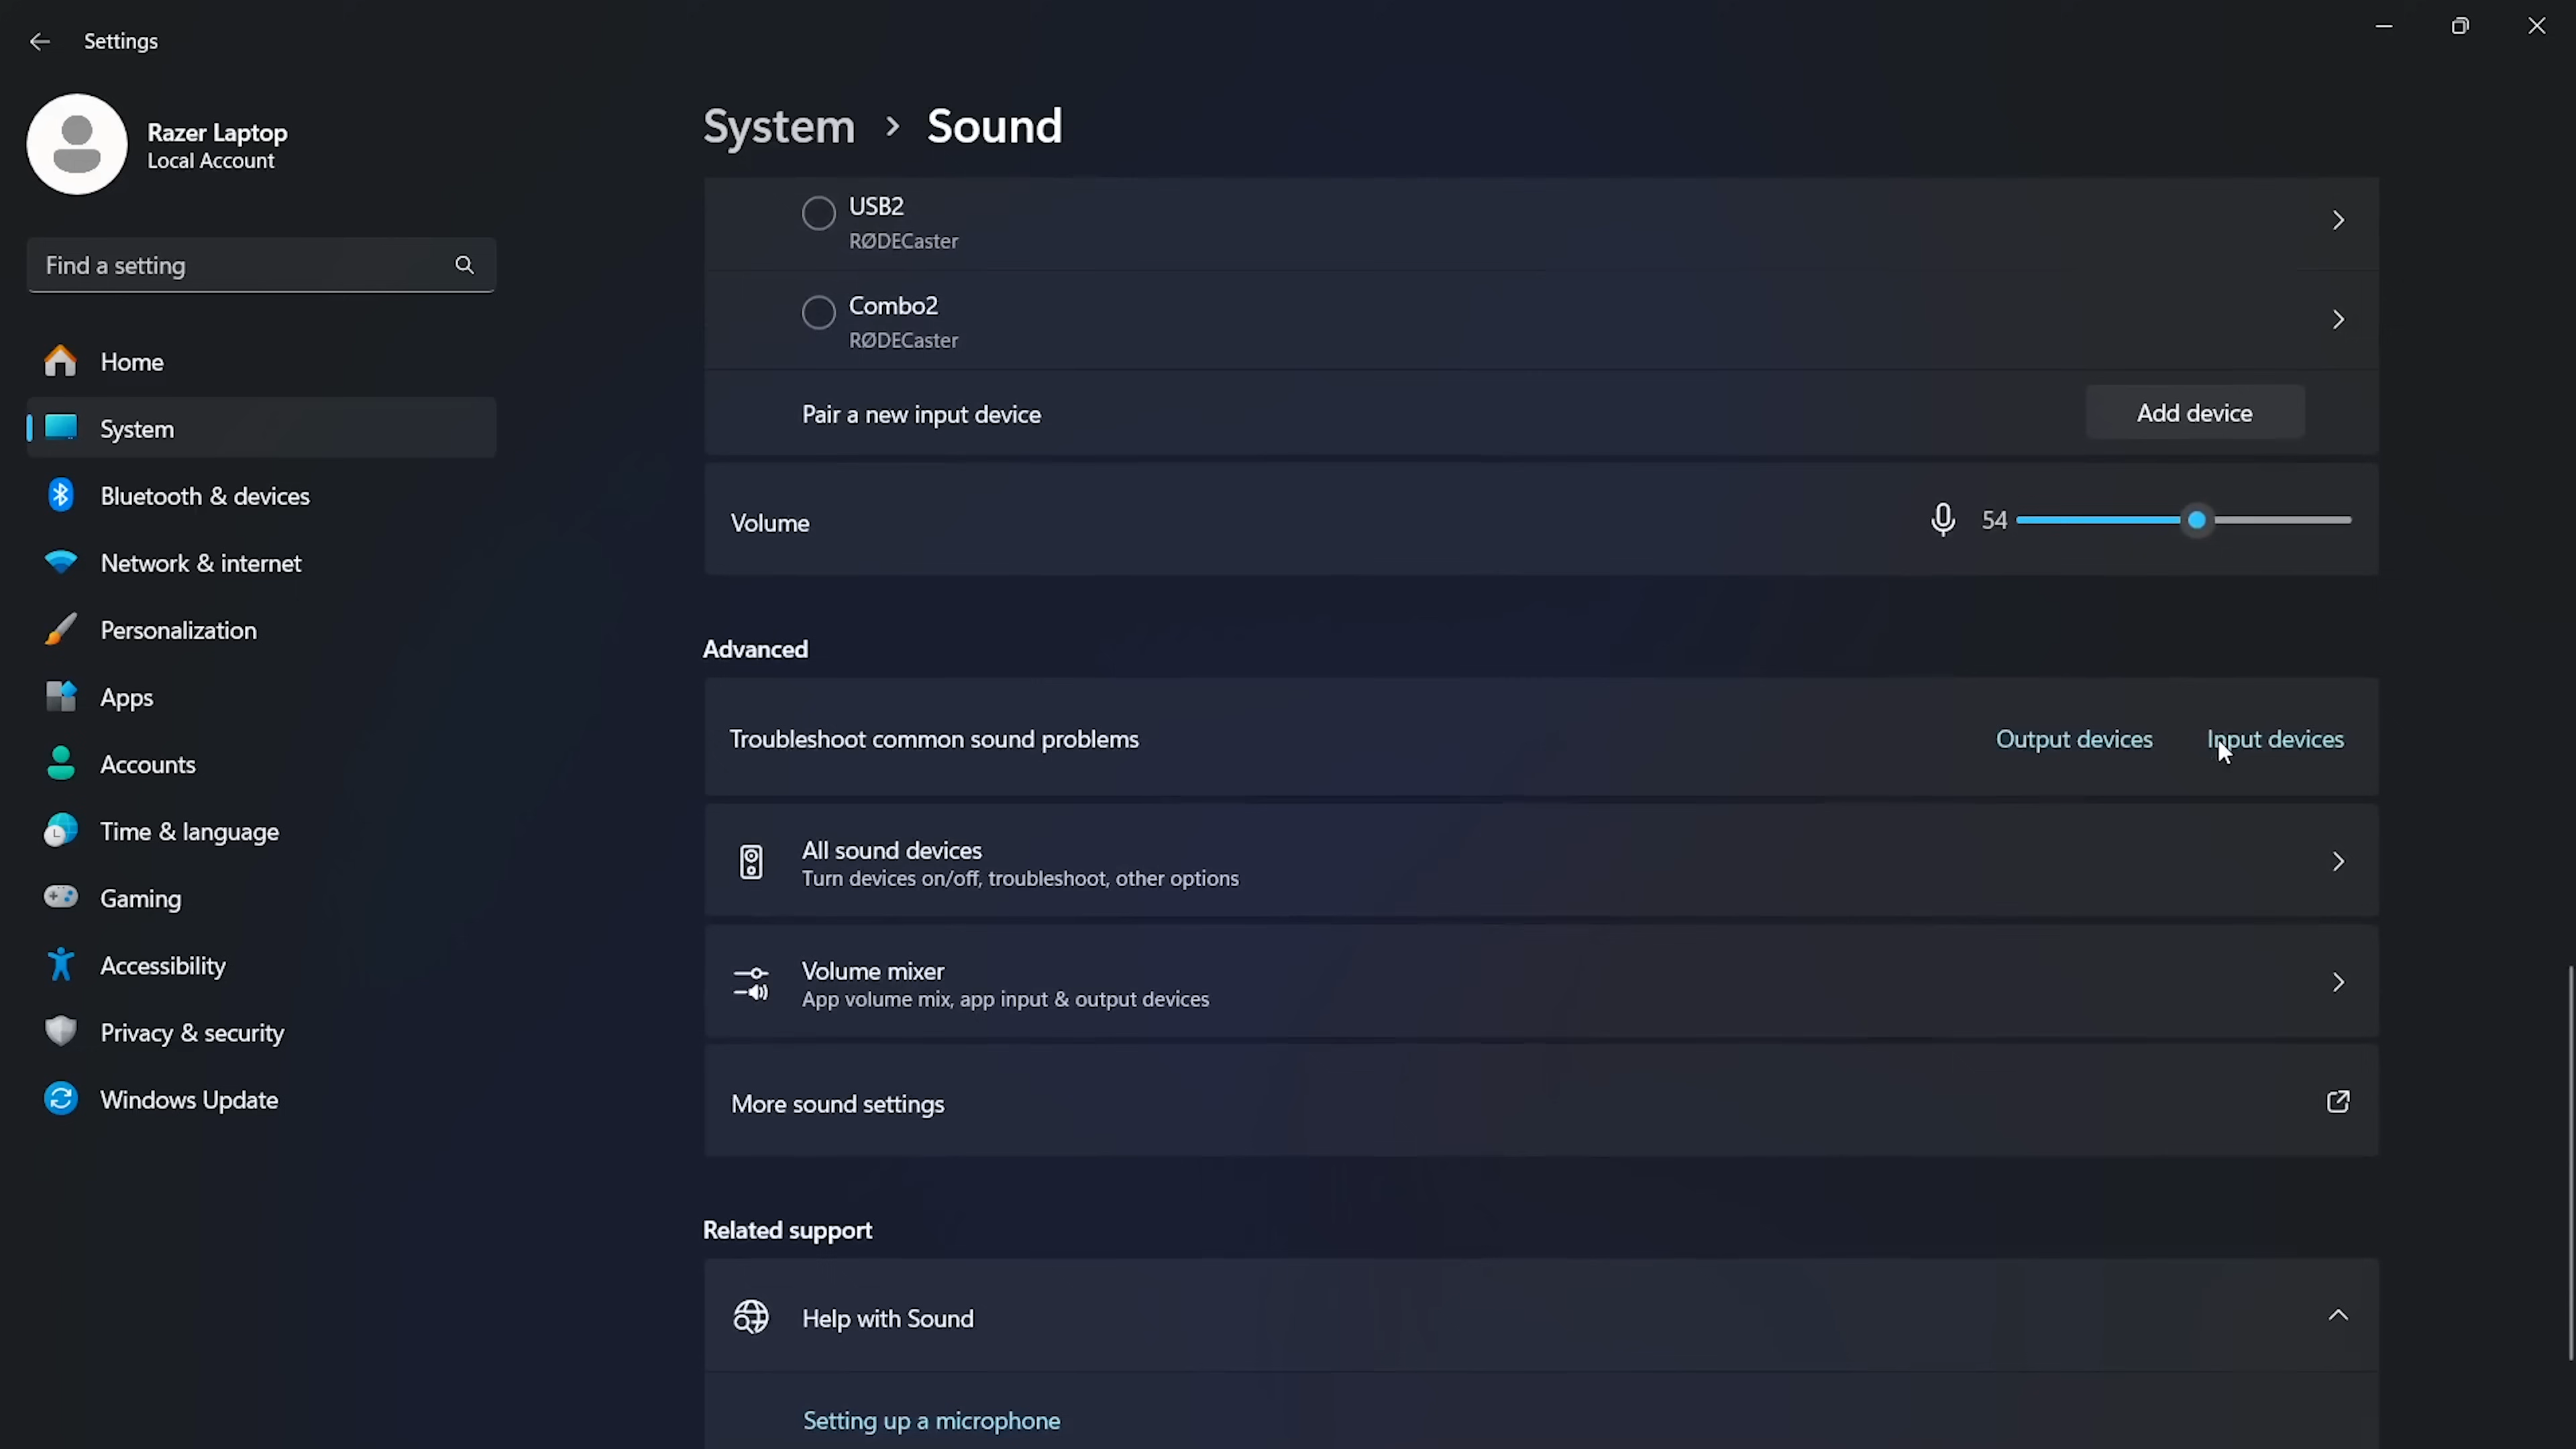 Settings
Razer Laptop
Local Account
Find a setting
Home
System
Bluetooth & devices
Network & internet
Personalization
Apps
Accounts
Time & language
Gaming
Accessibility
Privacy & security
Windows Update
System > Sound
USB2
RØDECaster
Combo2
RØDECaster
Pair a new input device
Add device
Volume
54
Advanced
Troubleshoot common sound problems
Output devices
Input devices
All sound devices
Turn devices on/off, troubleshoot, other options
Volume mixer
App volume mix, app input & output devices
More sound settings
Related support
Help with Sound
Setting up a microphone